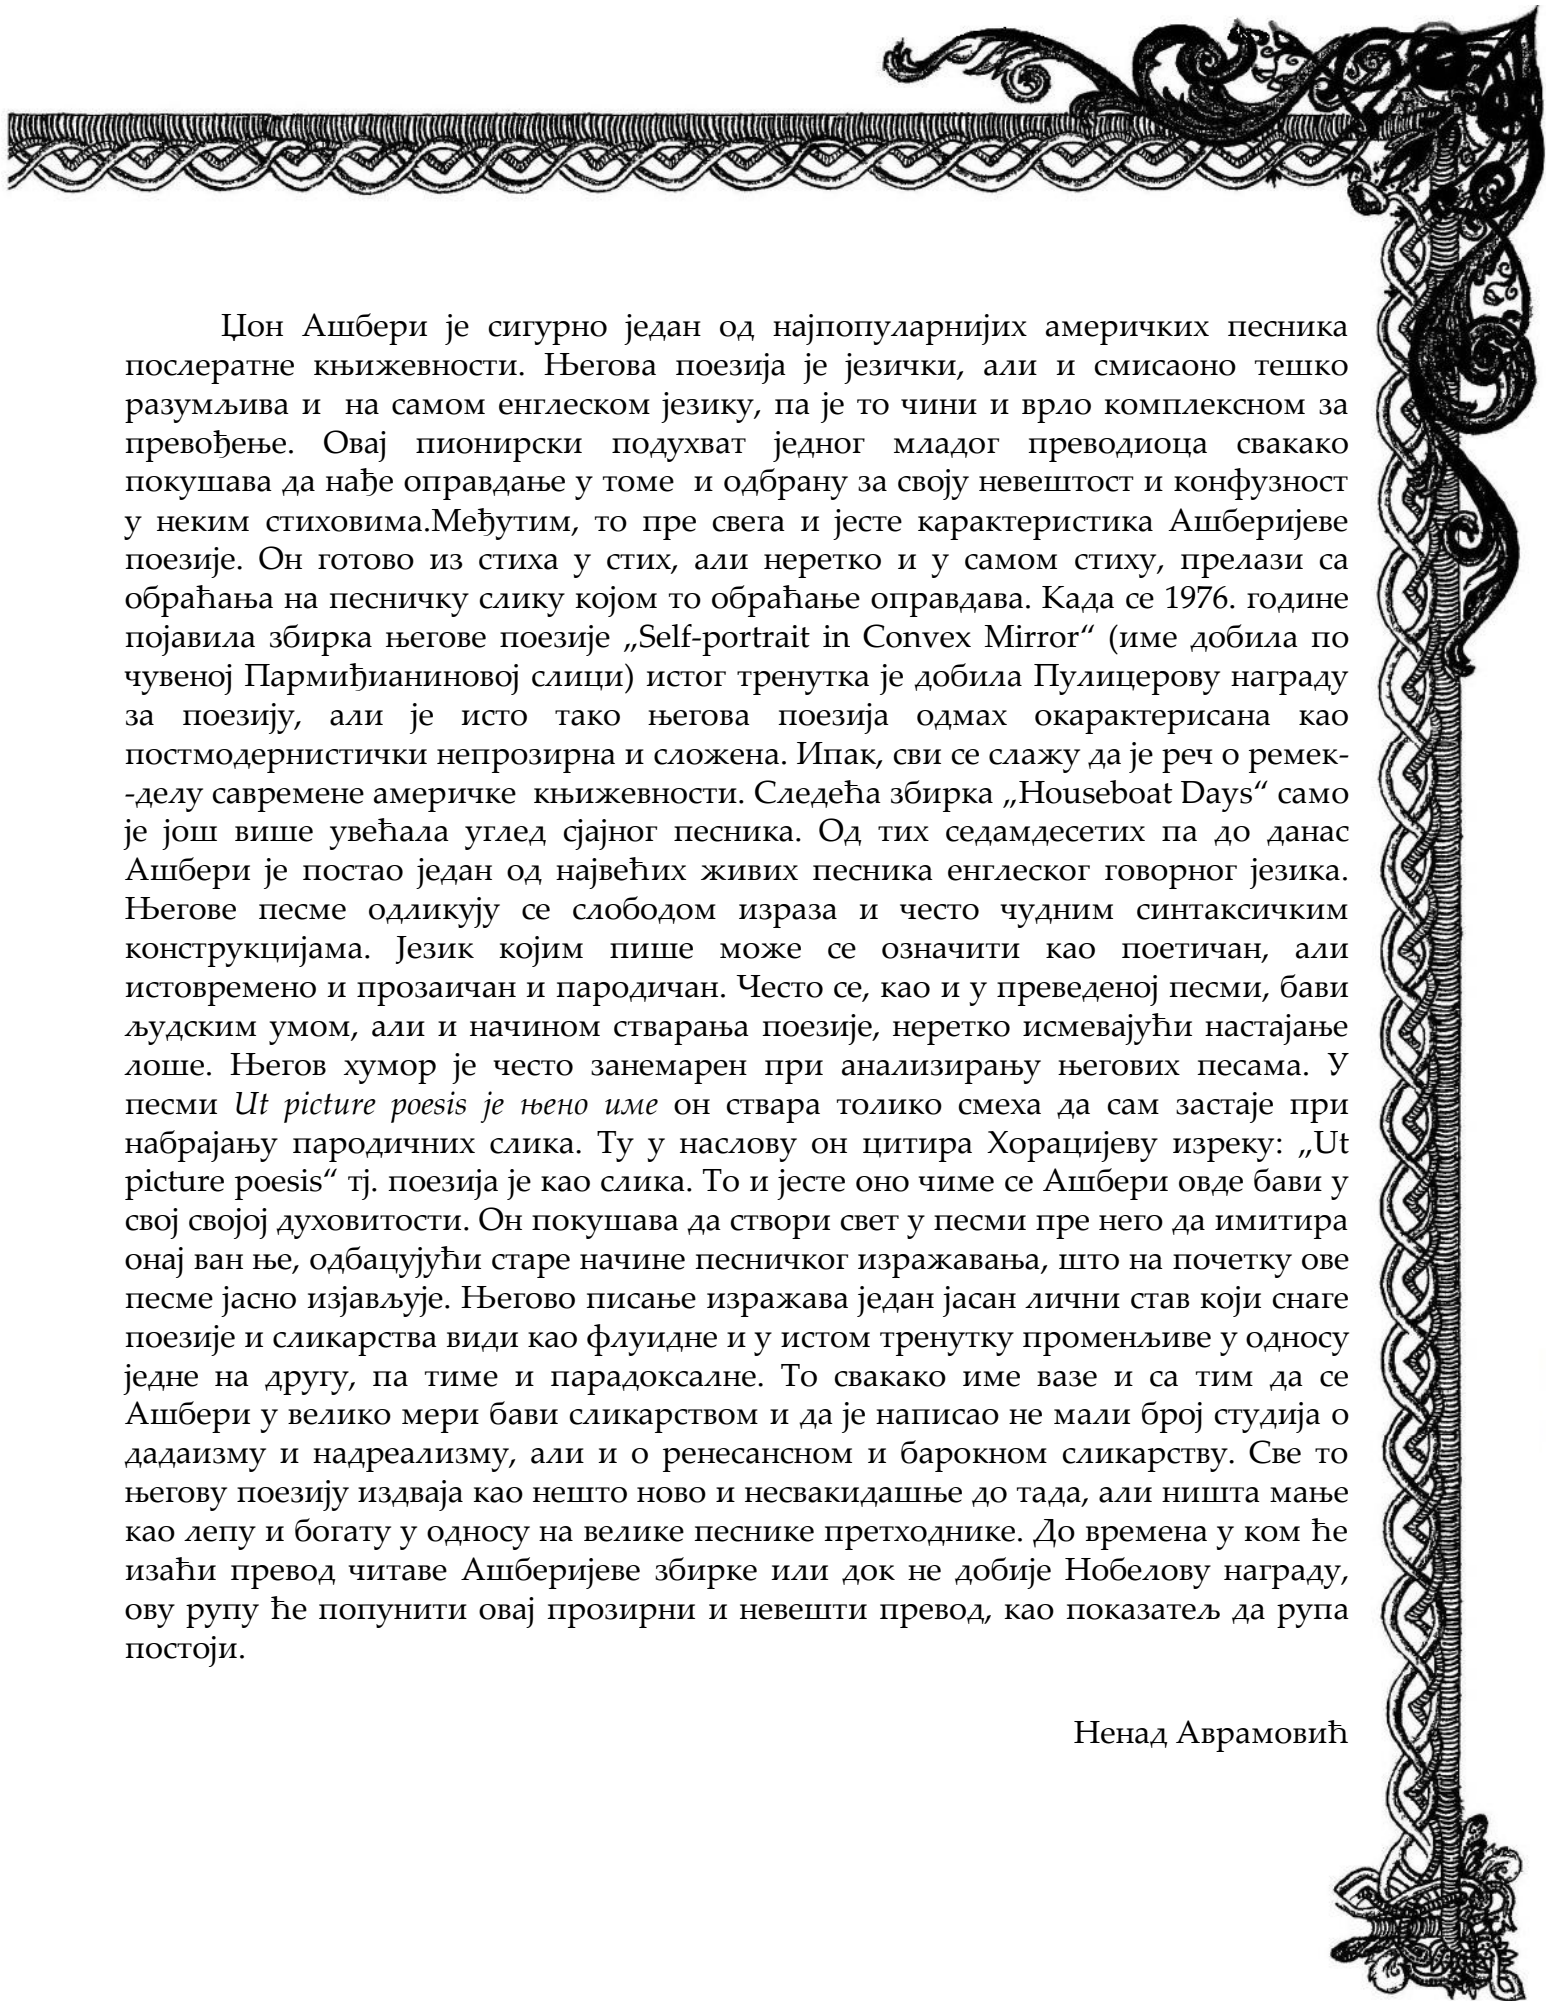 Џон Ашбери је сигурно један од најпопуларнијих америчких песника
послератне књижевности. Његова поезија је језички, али и смисаоно тешко
разумљива и на самом енглеском језику, па је то чини и врло комплексном за
превођење. Овај пионирски подухват једног младог преводиоца свакако
покушава да нађе оправдање у томе и одбрану за своју невештост и конфузност
у неким стиховима.Међутим, то пре свега и јесте карактеристика Ашберијеве
поезије. Он готово из стиха у стих, али неретко и у самом стиху, прелази са
обраћања на песничку слику којом то обраћање оправдава. Када се 1976. године
појавила збирка његове поезије „Self-portrait in Convex Mirror“ (име добила по
чувеној Пармиђианиновој слици) истог тренутка је добила Пулицерову награду
за поезију, али је исто тако његова поезија одмах окарактерисана као
постмодернистички непрозирна и сложена. Ипак, сви се слажу да је реч о ремек-
-делу савремене америчке књижевности. Следећа збирка „Houseboat Days“ само
је још више увећала углед сјајног песника. Од тих седамдесетих па до данас
Ашбери је постао један од највећих живих песника енглеског говорног језика.
Његове песме одликују се слободом израза и често чудним синтаксичким
конструкцијама. Језик којим пише може се означити као поетичан, али
истовремено и прозаичан и пародичан. Често се, као и у преведеној песми, бави
људским умом, али и начином стварања поезије, неретко исмевајући настајање
лоше. Његов хумор је често занемарен при анализирању његових песама. У
песми Ut picture poesis је њено име он ствара толико смеха да сам застаје при
набрајању пародичних слика. Ту у наслову он цитира Хорацијеву изреку: „Ut
picture poesis“ тј. поезија је као слика. То и јесте оно чиме се Ашбери овде бави у
свој својој духовитости. Он покушава да створи свет у песми пре него да имитира
онај ван ње, одбацујући старе начине песничког изражавања, што на почетку ове
песме јасно изјављује. Његово писање изражава један јасан лични став који снаге
поезије и сликарства види као флуидне и у истом тренутку променљиве у односу
једне на другу, па тиме и парадоксалне. То свакако име вазе и са тим да се
Ашбери у велико мери бави сликарством и да је написао не мали број студија о
дадаизму и надреализму, али и о ренесансном и барокном сликарству. Све то
његову поезију издваја као нешто ново и несвакидашње до тада, али ништа мање
као лепу и богату у односу на велике песнике претходнике. До времена у ком ће
изаћи превод читаве Ашберијеве збирке или док не добије Нобелову награду,
ову рупу ће попунити овај прозирни и невешти превод, као показатељ да рупа
постоји.
Ненад Аврамовић